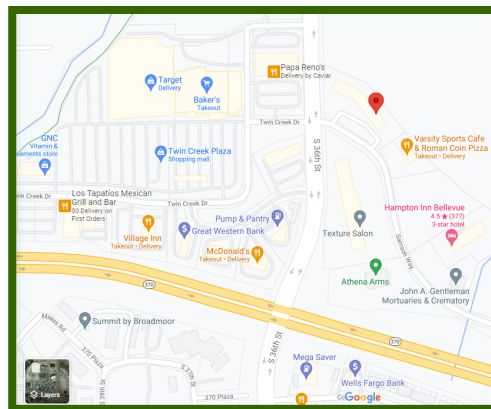 Papa Reno's
Delivery by Caviar
Target
Delivery
Baker's
Takeout
GNC
Vitamin &
plements store
Twin Creek Plaza
Shopping mall
Twin Creek Dr
S 36th St
Varsity Sports Cafe
& Roman Coin Pizza
Takeout • Delivery
Los Tapatios Mexican
Grill and Bar
$0 Delivery on
First Orders
Creek Dr
Twin Creek Dr
Village Inn
Takeout • Delivery
Pump & Pantry
Great Western Bank
McDonald's
Takeout • Delivery
Texture Salon
Hampton Inn Bellevue
4.5 ★ (377)
3-star hotel
Samson Way
Athena Arms
John A. Gentleman
Mortuaries & Crematory
370
370
370
Summit by Broadmoor
370 Plaza
S 39th St
S 37th St
370 Plaza
S 36th St
Mega Saver
Wells Fargo Bank
Google
Layers